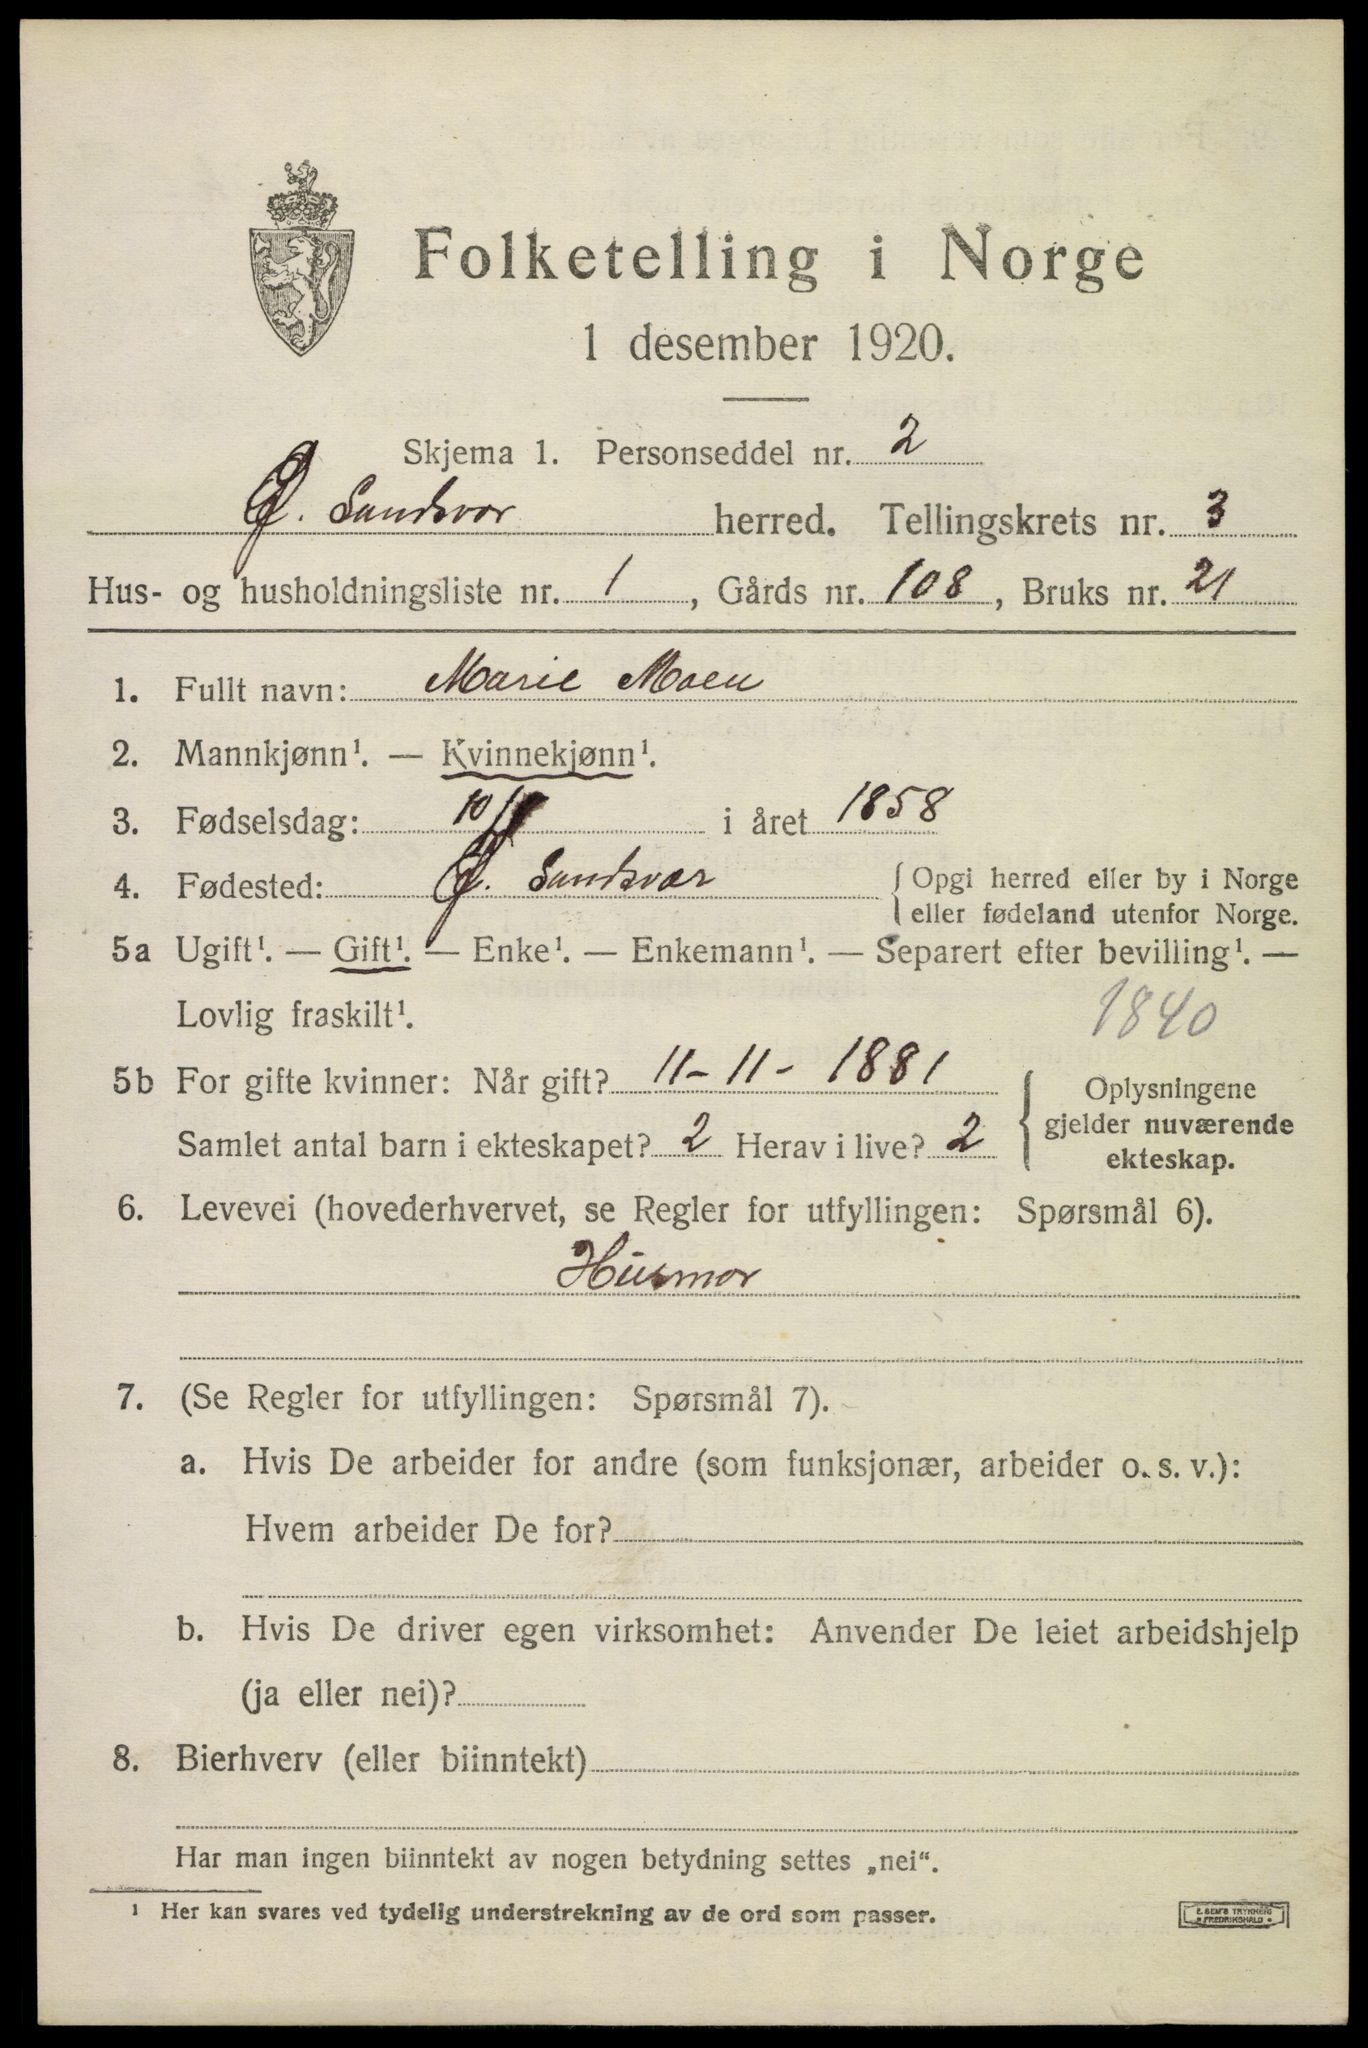 Folketelling i Norge
1 desember 1920.
Skjema 1. Personseddel nr. 2
Ø. Sandsvær herred. Tellingskrets nr. 3
Hus- og husholdningsliste nr. 1, Gårds nr. 108, Bruks nr. 21
1. Fullt navn: Marie Moen
2. Mannkjønn¹. — Kvinnekjønn¹.
3. Fødselsdag: 10/ i året 1858
4. Fødested: Ø. Sandsvær { Opgi herred eller by i Norge
eller fødeland utenfor Norge.
5a Ugift¹. — Gift¹. — Enke¹. — Enkemann¹. — Separert efter bevilling¹. —
Lovlig fraskilt¹.
1840
5b For gifte kvinner: Når gift? 11-11-1881
Samlet antal barn i ekteskapet? 2 Herav i live? 2
{ Oplysningene
gjelder nuværende
ekteskap.
6. Levevei (hovederhvervet, se Regler for utfyllingen: Spørsmål 6).
Husmor
7. (Se Regler for utfyllingen: Spørsmål 7).
a. Hvis De arbeider for andre (som funksjonær, arbeider o. s. v.):
Hvem arbeider De for?
b. Hvis De driver egen virksomhet: Anvender De leiet arbeidshjelp
(ja eller nei)?
8. Bierhverv (eller biinntekt)
Har man ingen biinntekt av nogen betydning settes „nei“.
¹ Her kan svares ved tydelig understrekning av de ord som passer.
E. SEM'S TRYKKERI
FREDRIKSHALD